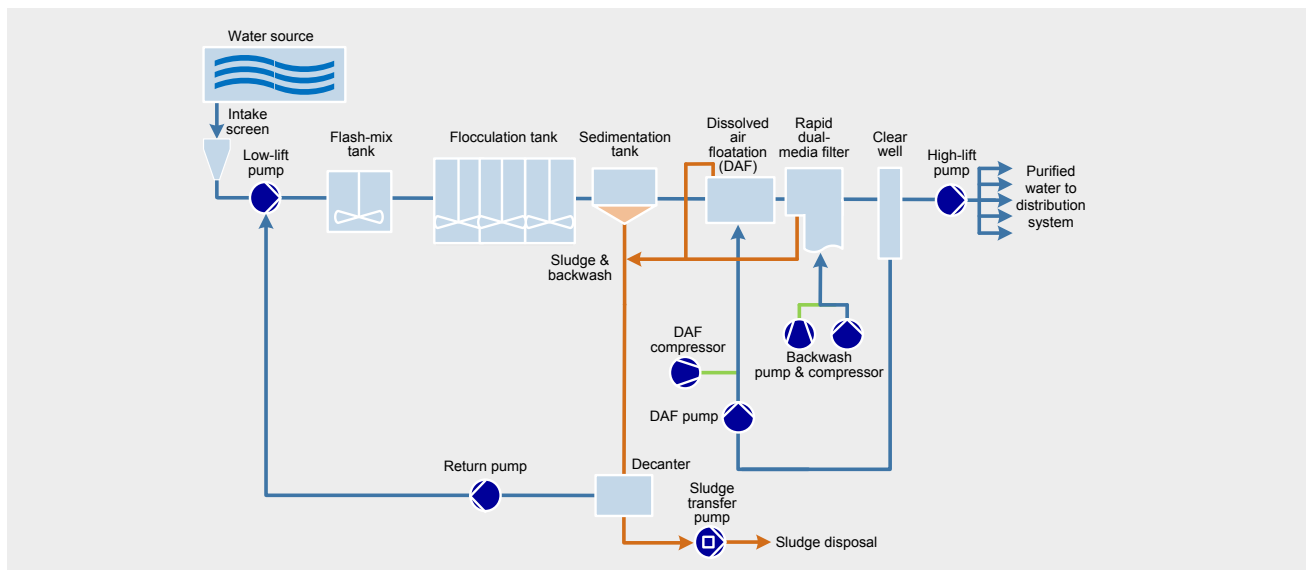 Water source
Intake
screen
Low-lift
pump
Flash-mix
tank
Flocculation tank
Sedimentation
tank
Dissolved
air
floatation
(DAF)
Rapid
dual-
media filter
Clear
well
High-lift
pump
Purified
water to
distribution
system
Sludge &
backwash
DAF
compressor
Backwash
pump & compressor
DAF pump
Return pump
Decanter
Sludge
transfer
pump
Sludge disposal